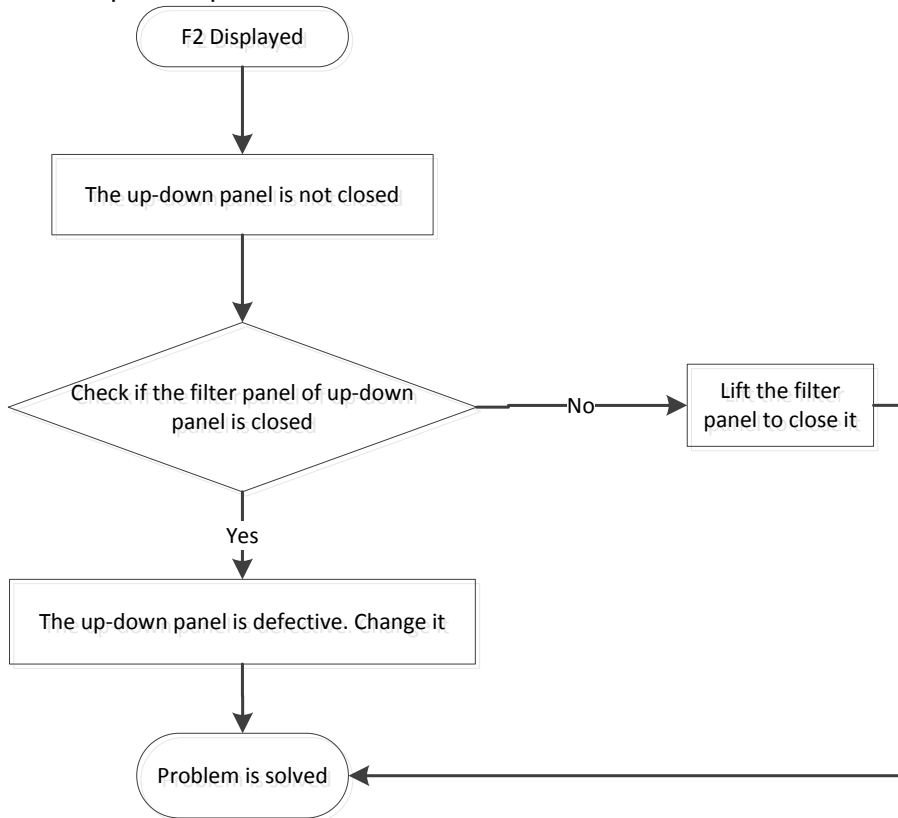 F2 Displayed
The up-down panel is not closed
Check if the filter panel of up-down
panel is closed
No
Lift the filter
panel to close it
Yes
The up-down panel is defective. Change it
Problem is solved